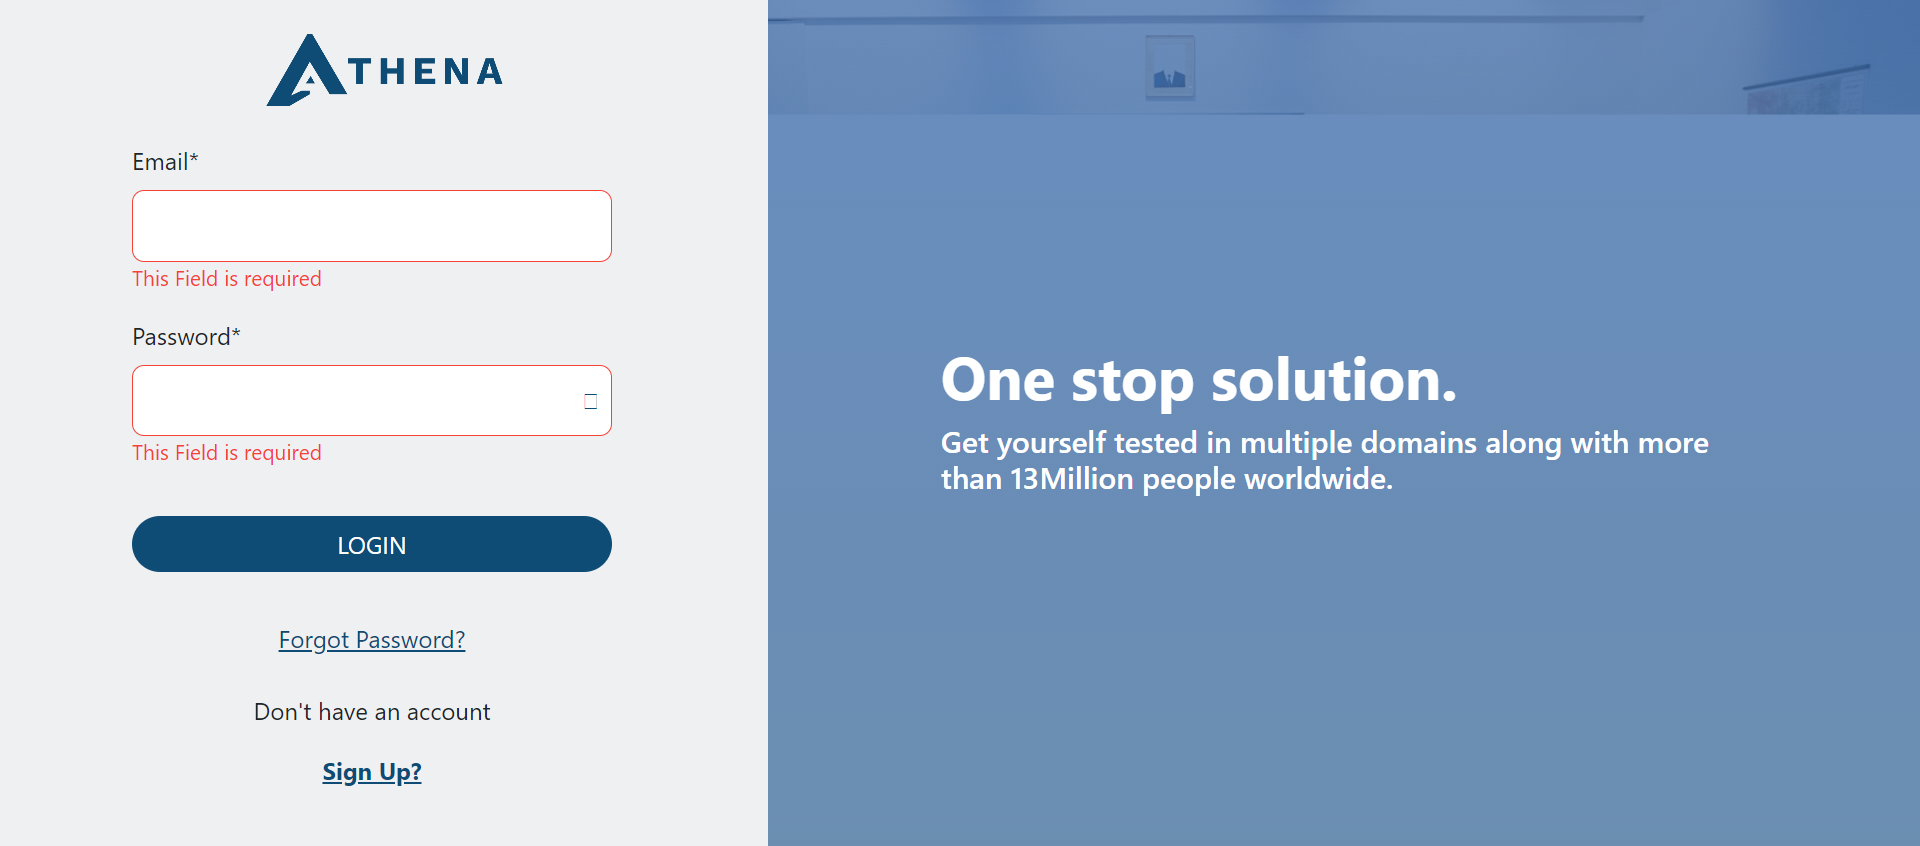 ATHENA
Email*
This Field is required
Password*
This Field is required
LOGIN
Forgot Password?
Don't have an account
Sign Up?
One stop solution.
Get yourself tested in multiple domains along with more
than 13Million people worldwide.